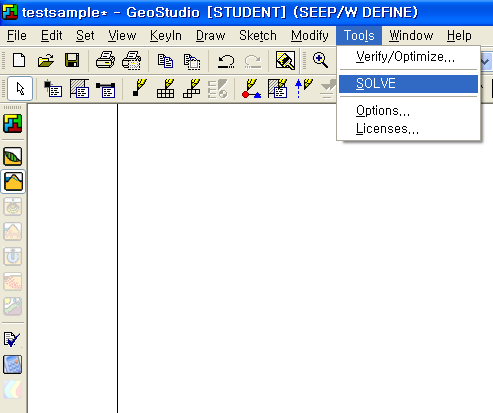 testsample* - GeoStudio [STUDENT] (SEEP/W DEFINE)
File Edit Set View KeyIn Draw Sketch Modify Tools Window Help
Verify/Optimize...
SOLVE
Options...
Licenses...